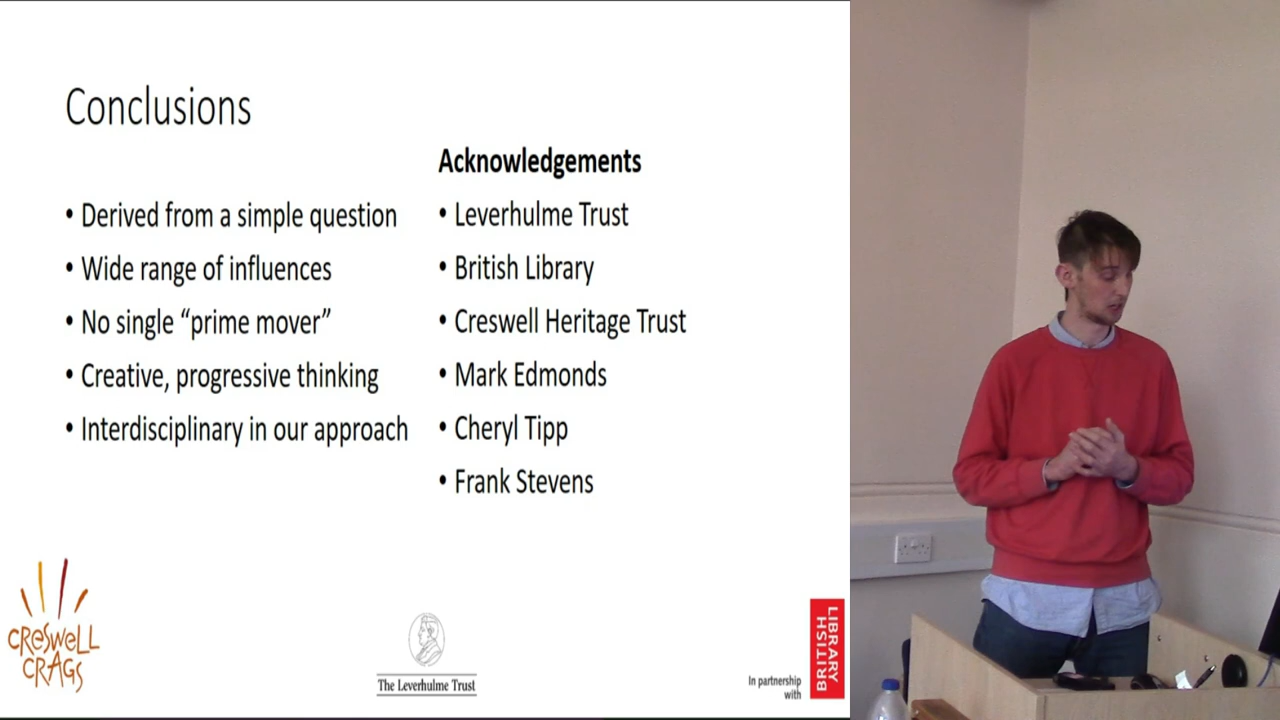 Conclusions
• Derived from a simple question
• Wide range of influences
• No single “prime mover”
• Creative, progressive thinking
• Interdisciplinary in our approach
Acknowledgements
• Leverhulme Trust
• British Library
• Creswell Heritage Trust
• Mark Edmonds
• Cheryl Tipp
• Frank Stevens
CRESWELL
CRAGS
The Leverhulme Trust
In partnership
with
LIBRARY
BRITISH